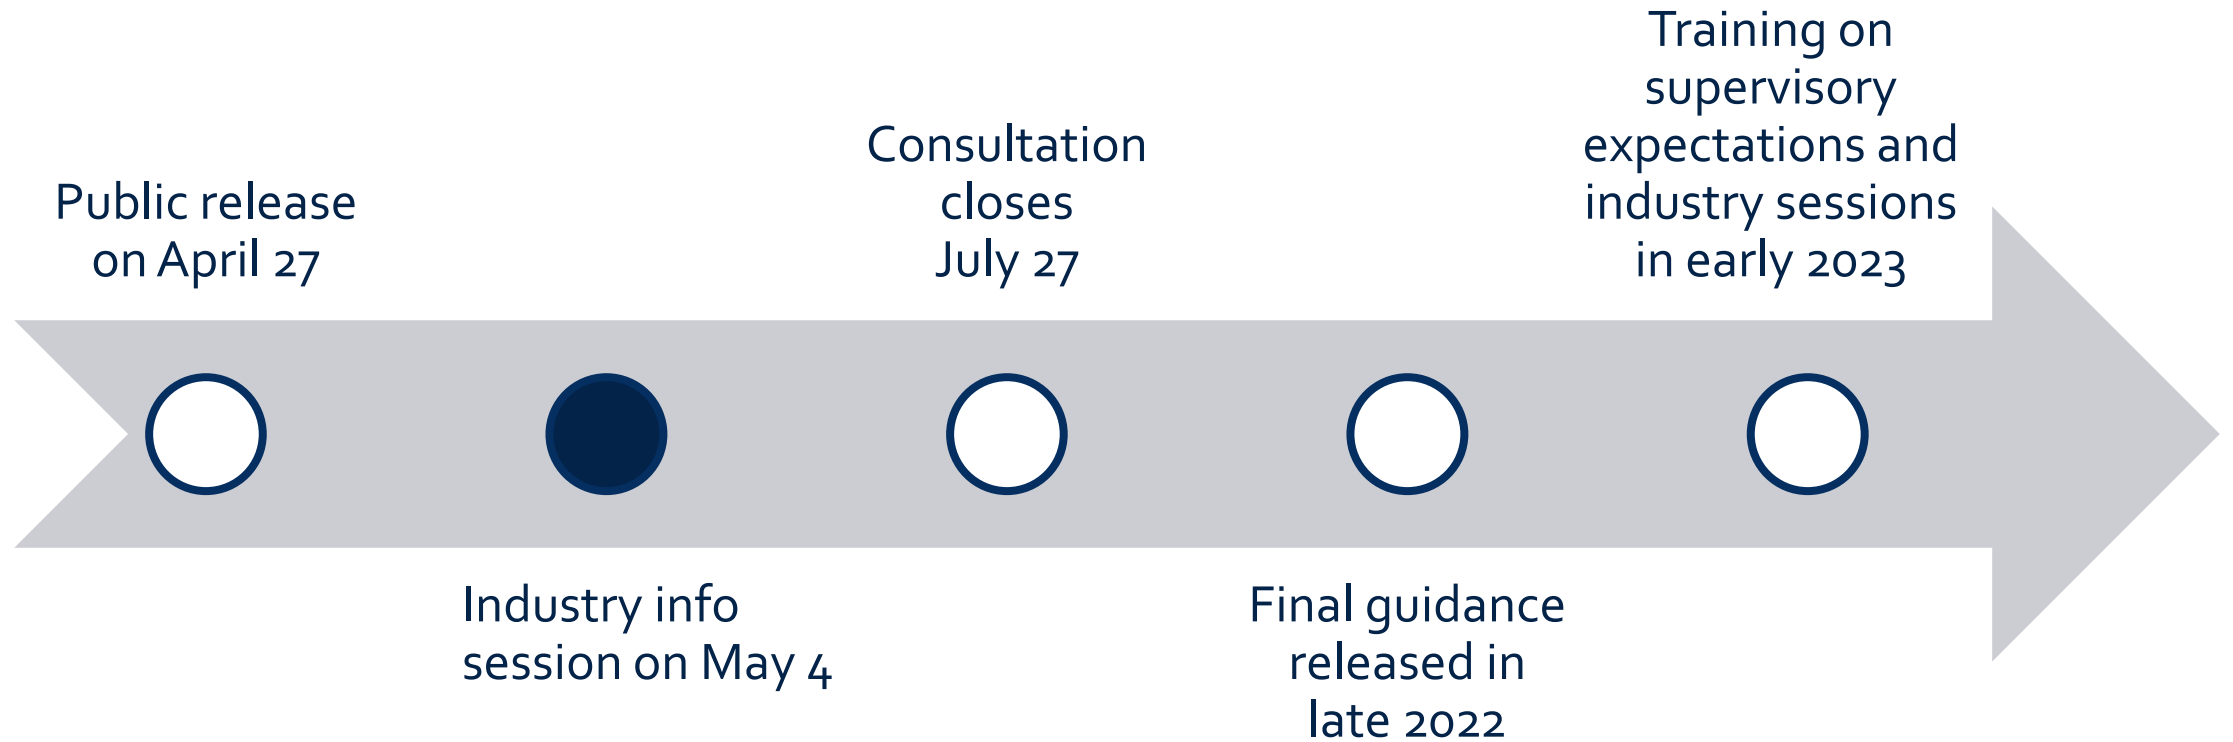 Public release
on April 27
Industry info
session on May 4
Consultation
closes
July 27
Final guidance
released in
late 2022
Training on
supervisory
expectations and
industry sessions
in early 2023